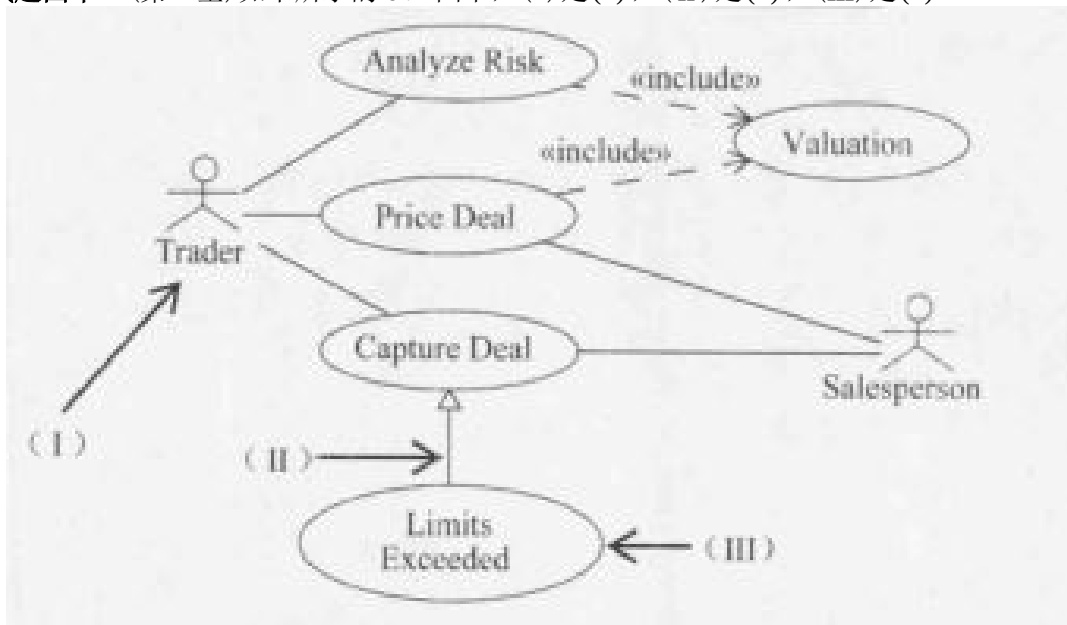 Analyze Risk
«include»
Valuation
«include»
Price Deal
Trader
Capture Deal
Salesperson
（I）
（II）
Limits
Exceeded
（III）